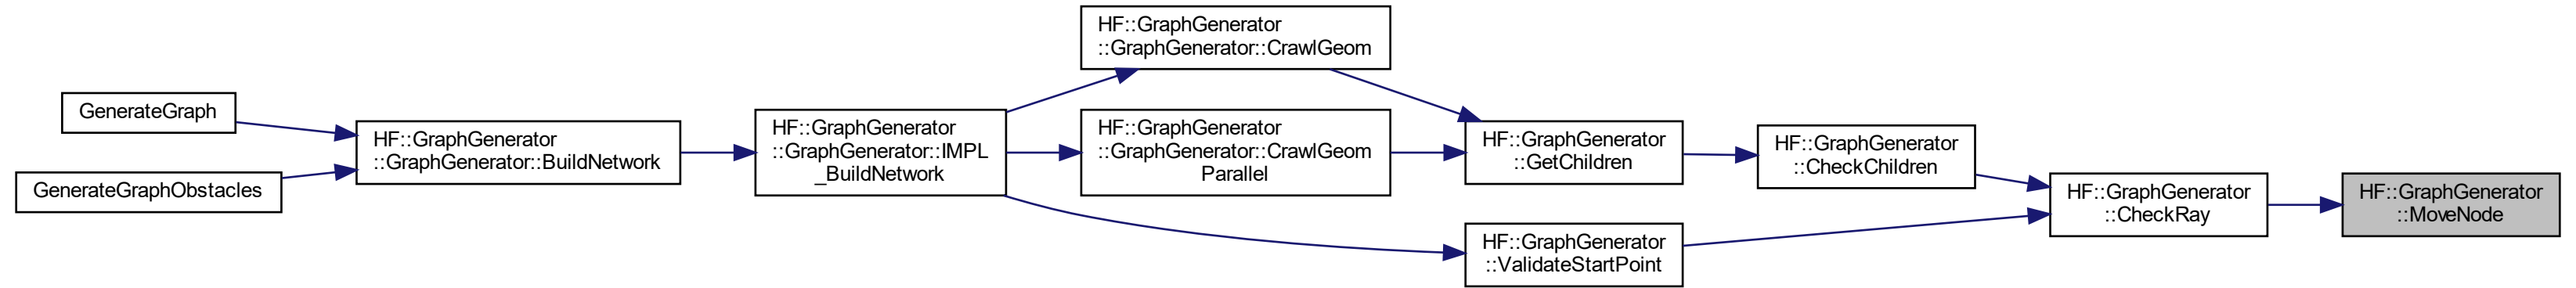 GenerateGraph
GenerateGraphObstacles
HF::GraphGenerator
::GraphGenerator::BuildNetwork
HF::GraphGenerator
::GraphGenerator::IMPL
_BuildNetwork
HF::GraphGenerator
::GraphGenerator::CrawlGeom
HF::GraphGenerator
::GraphGenerator::CrawlGeom
Parallel
HF::GraphGenerator
::GetChildren
HF::GraphGenerator
::ValidateStartPoint
HF::GraphGenerator
::CheckChildren
HF::GraphGenerator
::CheckRay
HF::GraphGenerator
::MoveNode